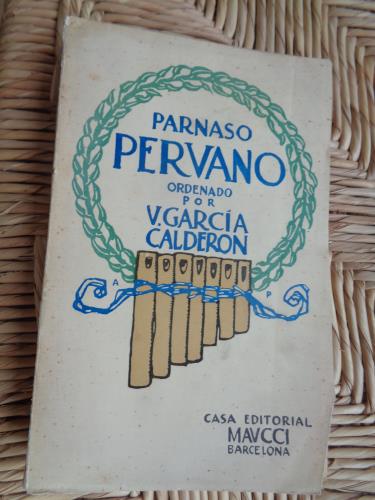 PARNASO
PERVANO
ORDENADO
POR
V. GARCÍA
CALDERON
A P
CASA EDITORIAL
MAVCCI
BARCELONA